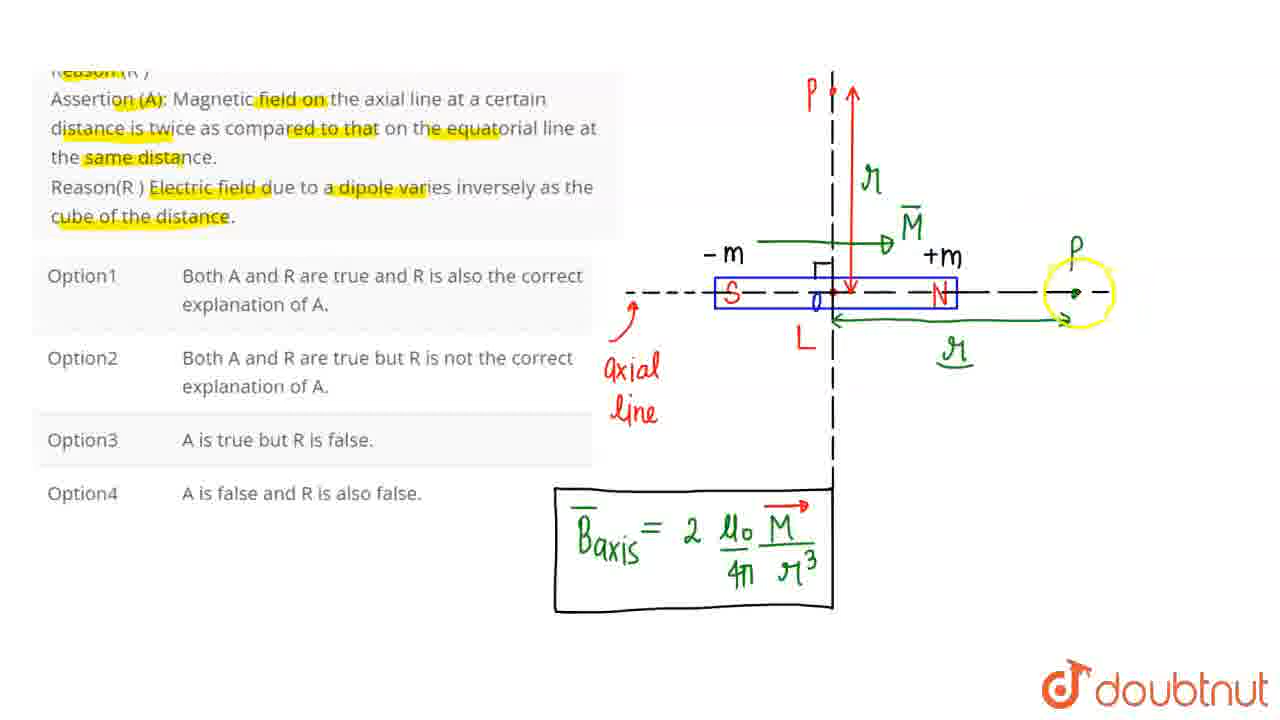 Reason (R )
Assertion (A): Magnetic field on the axial line at a certain
distance is twice as compared to that on the equatorial line at
the same distance.
Reason(R ) Electric field due to a dipole varies inversely as the
cube of the distance.
Option1 Both A and R are true and R is also the correct
explanation of A.
Option2 Both A and R are true but R is not the correct
explanation of A.
Option3 A is true but R is false.
Option4 A is false and R is also false.
P
r
M̅
-m
+m
P
S
O
N
L
r
axial
line
B̅axis = 2 μ0/4π M⃗/r³
doubtnut